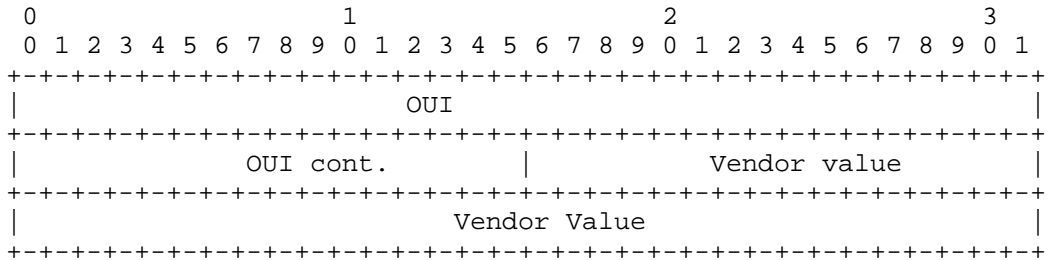 0                   1                   2                   3
 0 1 2 3 4 5 6 7 8 9 0 1 2 3 4 5 6 7 8 9 0 1 2 3 4 5 6 7 8 9 0 1
+-+-+-+-+-+-+-+-+-+-+-+-+-+-+-+-+-+-+-+-+-+-+-+-+-+-+-+-+-+-+-+-+
|                        OUI                                    |
+-+-+-+-+-+-+-+-+-+-+-+-+-+-+-+-+-+-+-+-+-+-+-+-+-+-+-+-+-+-+-+-+
|              OUI cont.        |           Vendor value        |
+-+-+-+-+-+-+-+-+-+-+-+-+-+-+-+-+-+-+-+-+-+-+-+-+-+-+-+-+-+-+-+-+
|                           Vendor Value                        |
+-+-+-+-+-+-+-+-+-+-+-+-+-+-+-+-+-+-+-+-+-+-+-+-+-+-+-+-+-+-+-+-+